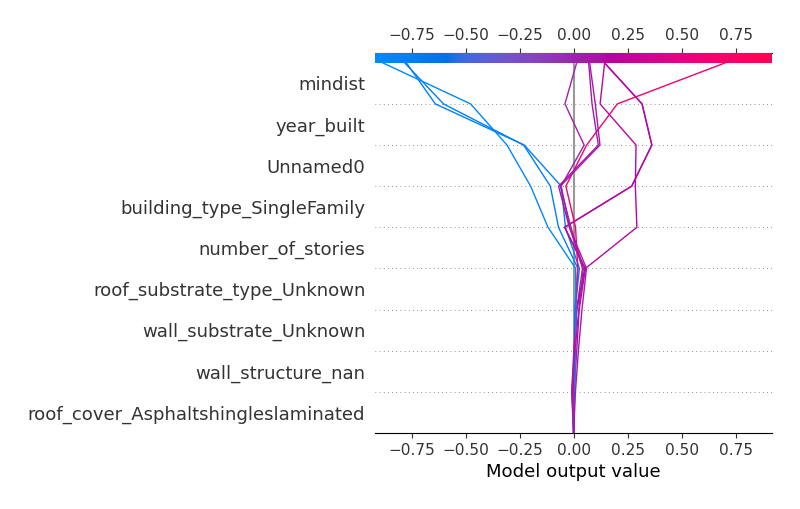 −0.75 −0.50 −0.25 0.00 0.25 0.50 0.75
mindist
year_built
Unnamed0
building_type_SingleFamily
number_of_stories
roof_substrate_type_Unknown
wall_substrate_Unknown
wall_structure_nan
roof_cover_Asphaltshingleslaminated
−0.75 −0.50 −0.25 0.00 0.25 0.50 0.75
Model output value